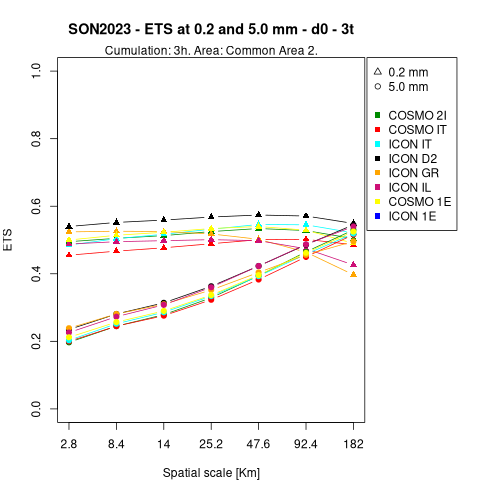 SON2023 - ETS at 0.2 and 5.0 mm - d0 - 3t
Cumulation: 3h. Area: Common Area 2.
0.2 mm
5.0 mm
COSMO 2I
COSMO IT
ICON IT
ICON D2
ICON GR
ICON IL
COSMO 1E
ICON 1E
ETS
1.0
0.8
0.6
0.4
0.2
0.0
2.8 8.4 14 25.2 47.6 92.4 182
Spatial scale [Km]